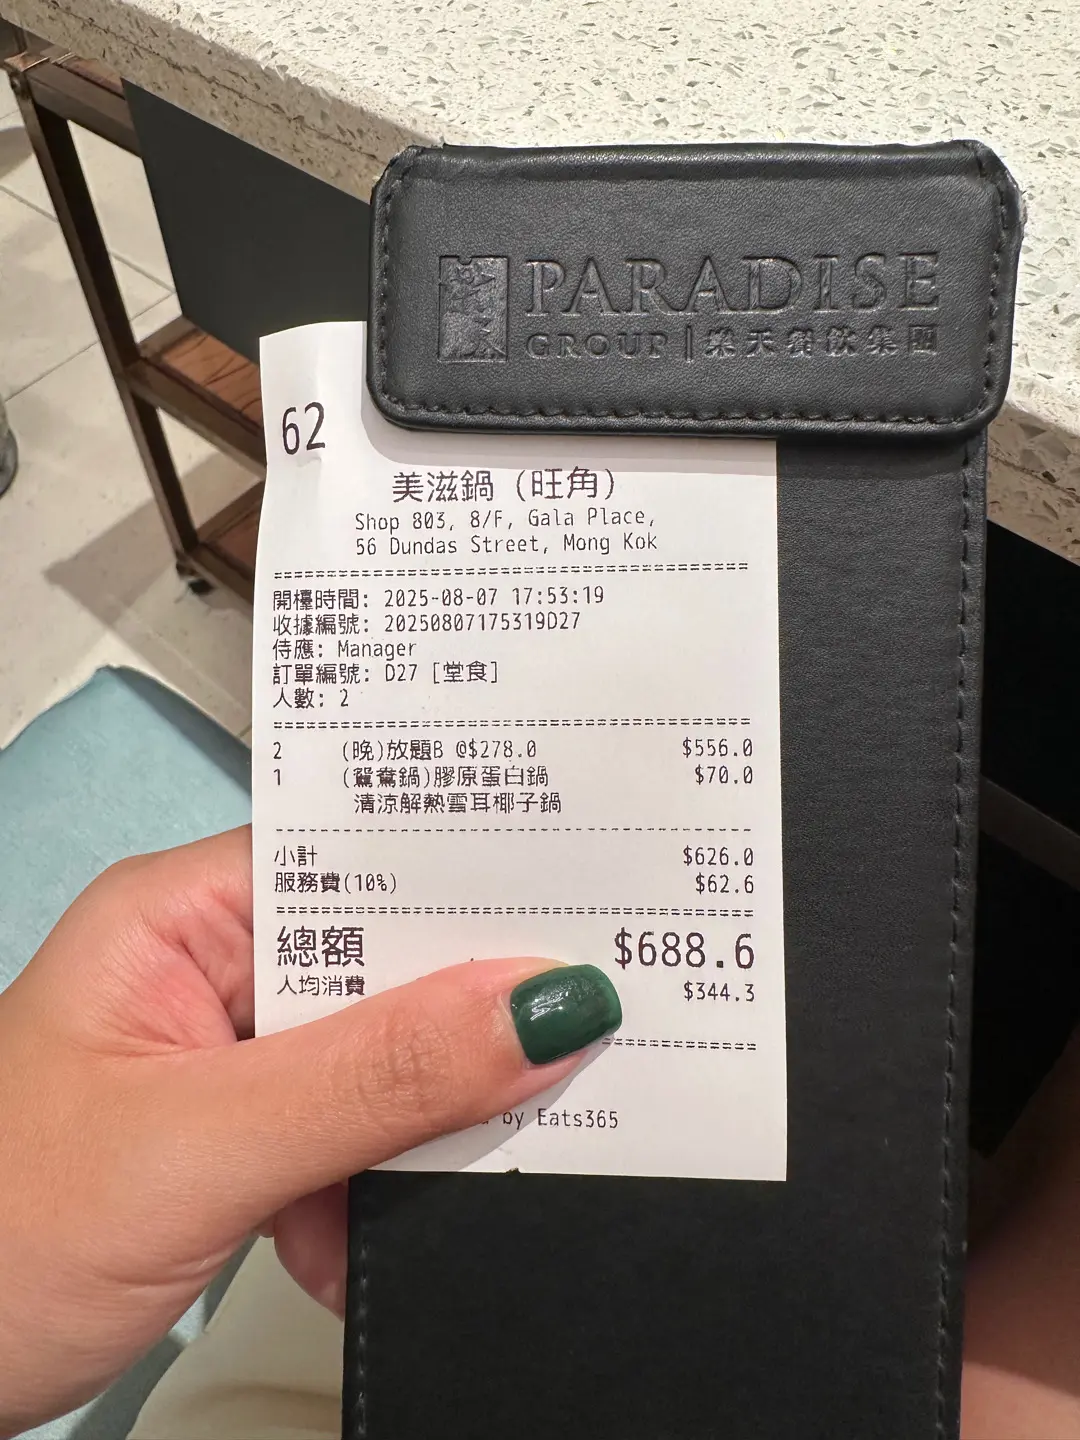 PARADISE
GROUP | 樂天餐飲集團
62
美滋鍋 (旺角)
Shop 803, 8/F, Gala Place,
56 Dundas Street, Mong Kok
開檯時間: 2025-08-07 17:53:19
收據編號: 20250807175319D27
侍應: Manager
訂單編號: D27 [堂食]
人數: 2
2 (晚)放題B @$278.0 $556.0
1 (鴛鴦鍋)膠原蛋白鍋 $70.0
清涼解熱雲耳椰子鍋
小計 $626.0
服務費(10%) $62.6
總額 $688.6
人均消費 $344.3
by Eats365